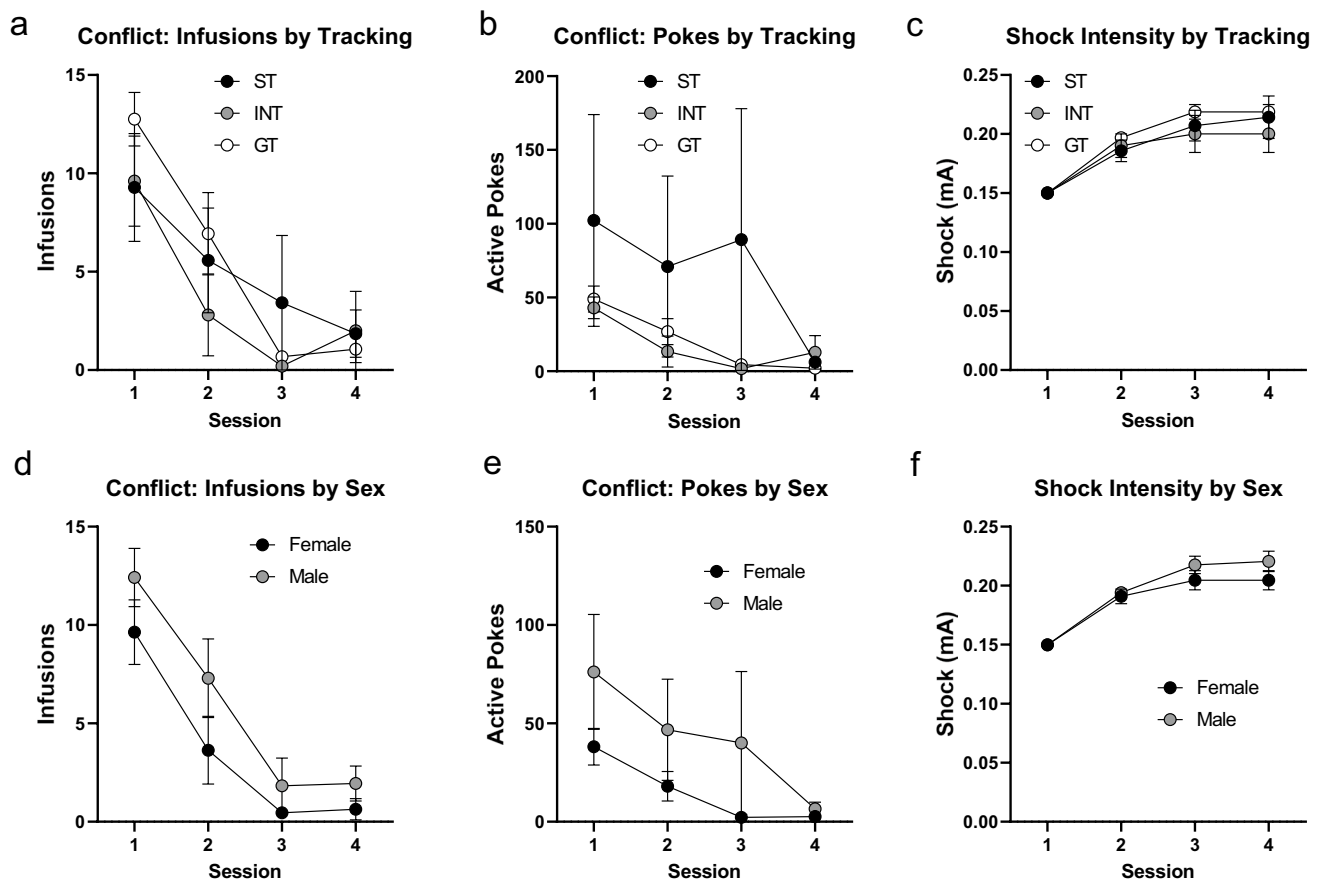 a
Conflict: Infusions by Tracking
ST
INT
GT
15
10
5
0
Infusions
1 2 3 4
Session
b
Conflict: Pokes by Tracking
ST
INT
GT
200
150
100
50
0
Active Pokes
1 2 3 4
Session
c
Shock Intensity by Tracking
ST
INT
GT
0.25
0.20
0.15
0.10
0.05
0.00
Shock (mA)
1 2 3 4
Session
d
Conflict: Infusions by Sex
Female
Male
15
10
5
0
Infusions
1 2 3 4
Session
e
Conflict: Pokes by Sex
Female
Male
150
100
50
0
Active Pokes
1 2 3 4
Session
f
Shock Intensity by Sex
0.25
0.20
0.15
0.10
0.05
0.00
Shock (mA)
Female
Male
1 2 3 4
Session